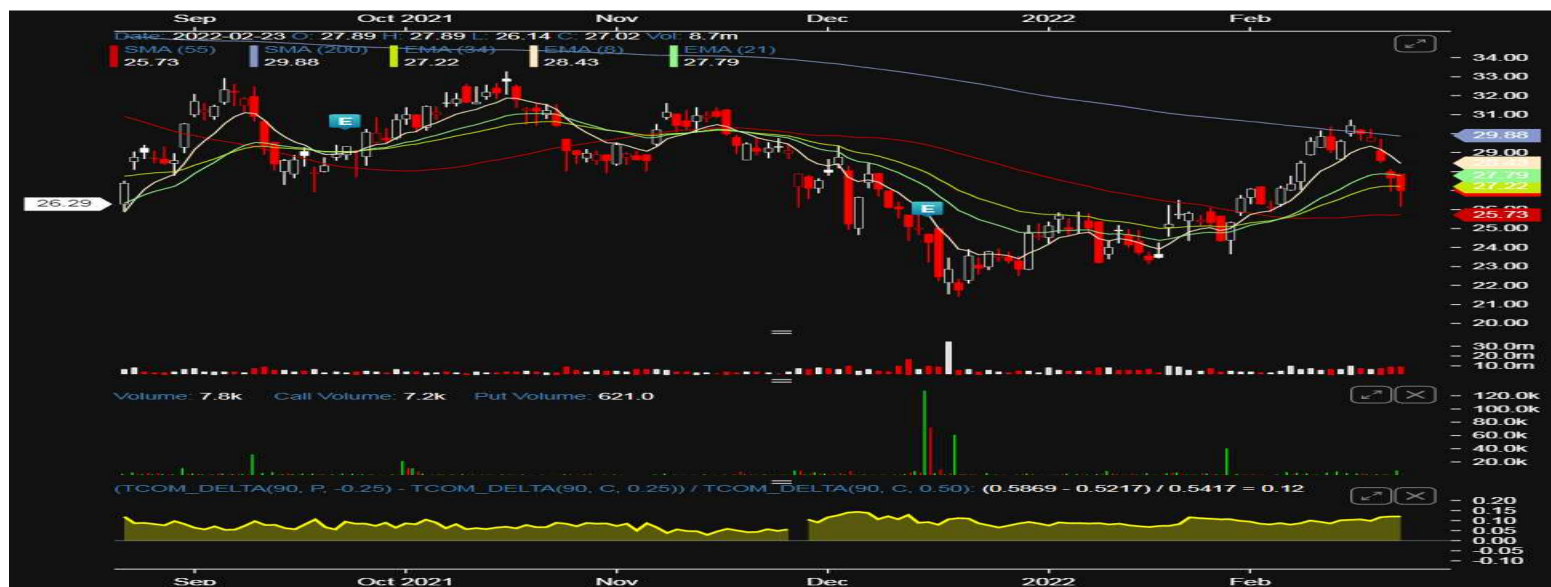 Sep Oct 2021 Nov Dec 2022 Feb
Date: 2022-02-23 O: 27.89 H: 27.89 L: 26.14 C: 27.02 Vol: 8.7m
SMA (55) SMA (200) EMA (34) EMA (8) EMA (21)
25.73 29.88 27.22 28.43 27.79
34.00
33.00
32.00
31.00
E
29.88
29.00
28.43
27.79
27.22
26.29
E
26.00
25.73
25.00
24.00
23.00
22.00
21.00
20.00
30.0m
20.0m
10.0m
Volume: 7.8k Call Volume: 7.2k Put Volume: 621.0
120.0k
100.0k
80.0k
60.0k
40.0k
20.0k
(TCOM_DELTA(90, P, -0.25) - TCOM_DELTA(90, C, 0.25)) / TCOM_DELTA(90, C, 0.50): (0.5869 - 0.5217) / 0.5417 = 0.12
0.20
0.15
0.10
0.05
0.00
-0.05
-0.10
Sep Oct 2021 Nov Dec 2022 Feb